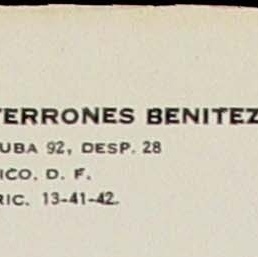 TERRONES BENITEZ
UBA 92, DESP. 28
ICO, D. F.
RIC. 13-41-42.